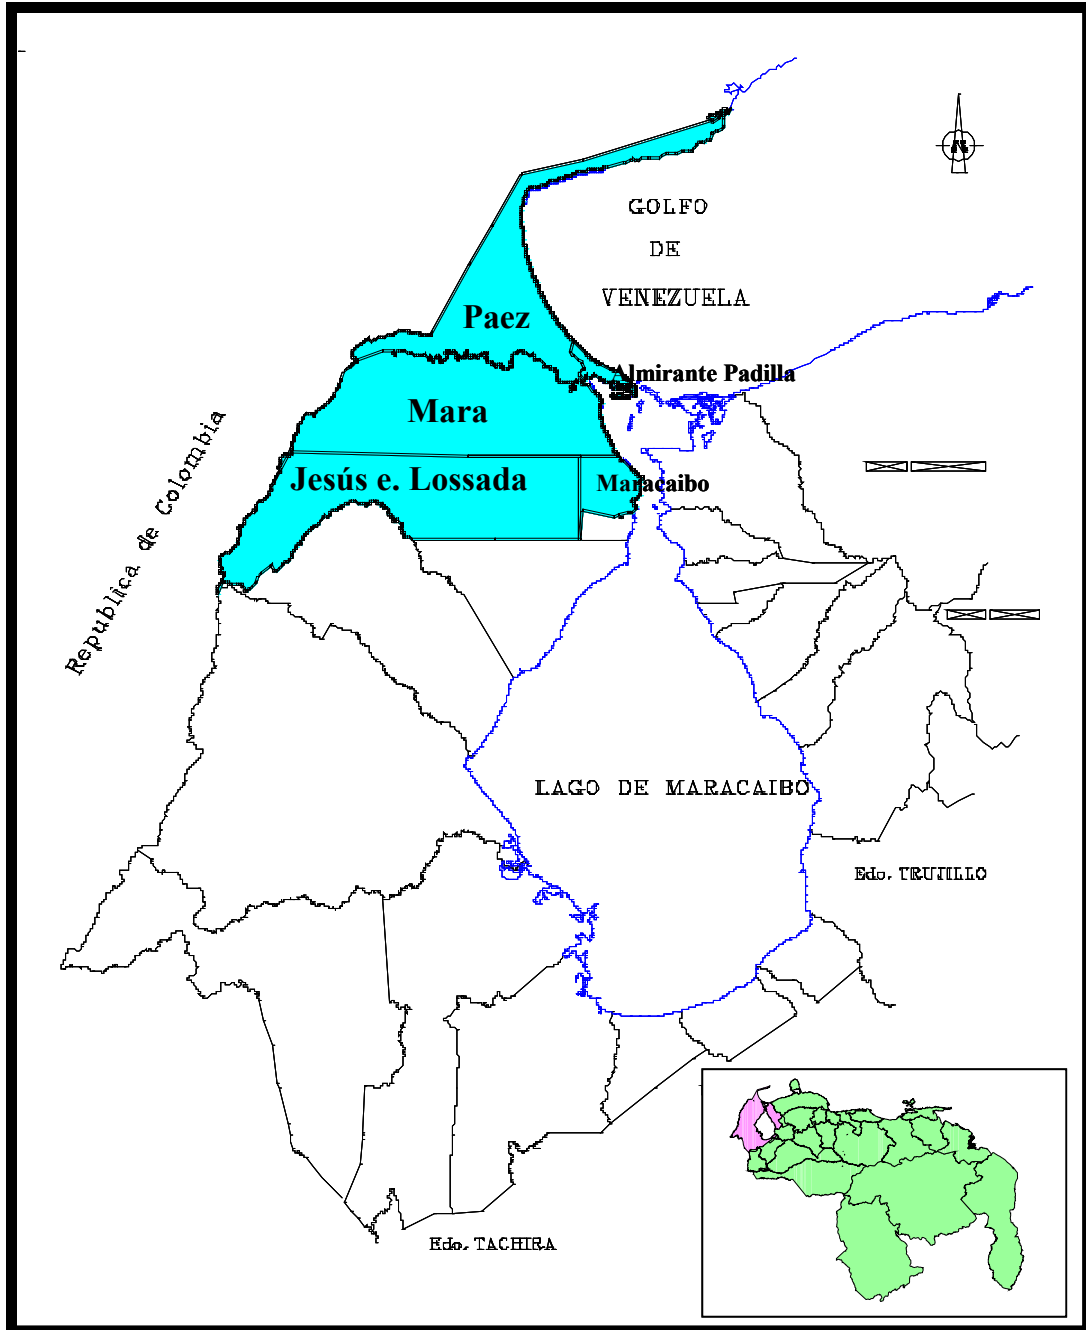 GOLFO
DE
VENEZUELA
Paez
Almirante Padilla
Mara
Jesús e. Lossada
Maracaibo
Republica de Colombia
LAGO DE MARACAIBO
Edo. TRUJILLO
Edo. TACHIRA